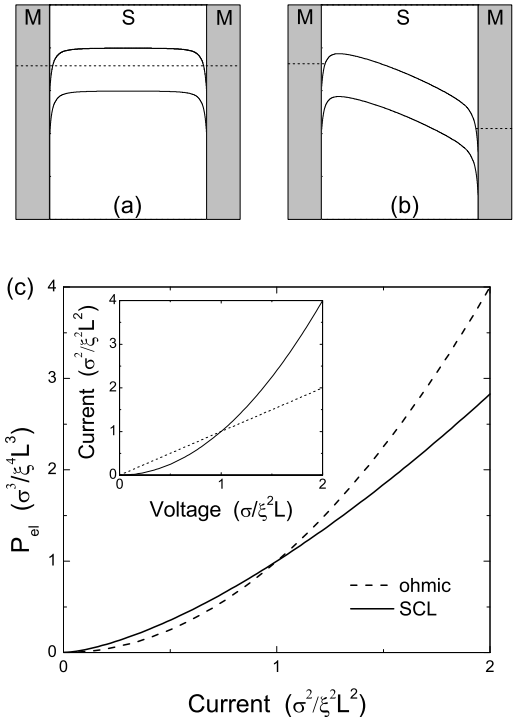 M S M
M S M
(a)
(b)
(c)
4
3
2
1
0
P_el (σ³/ξ⁴L³)
4
3
2
1
0
Current (σ²/ξ²L²)
0 1 2
Voltage (σ/ξ²L)
ohmic
SCL
0 1 2
Current (σ²/ξ²L²)